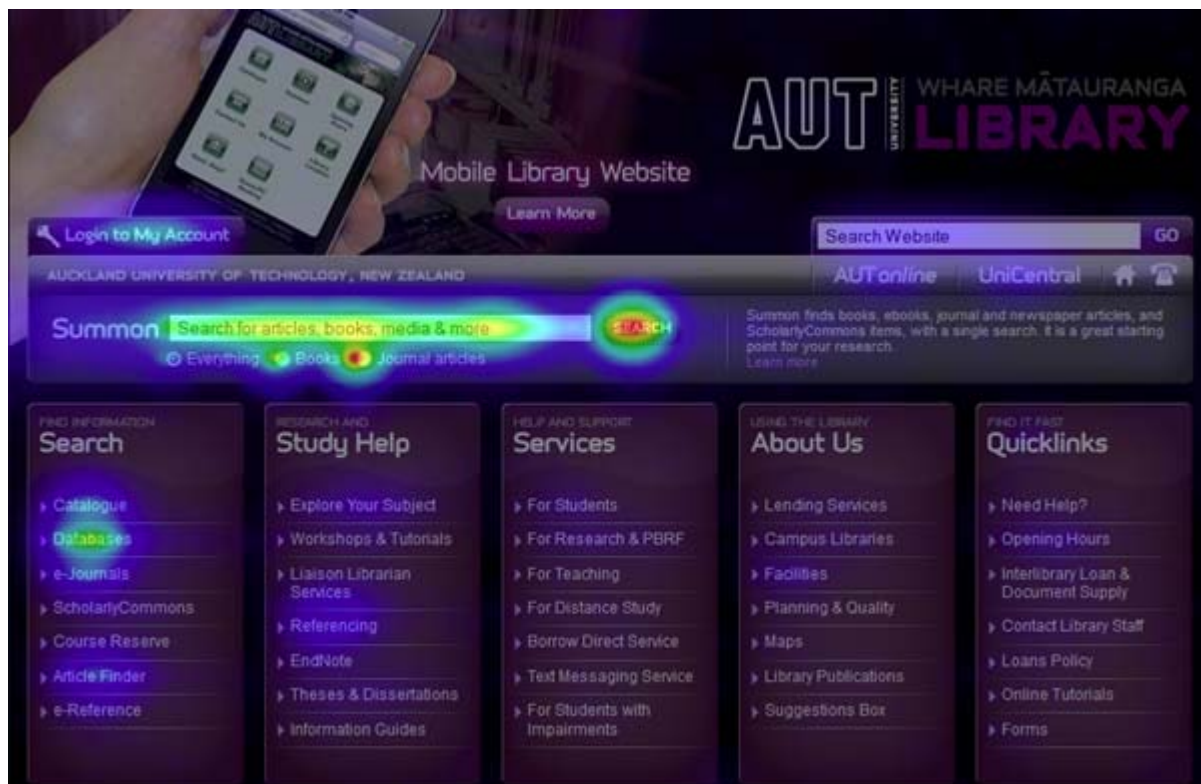 Mobile Library Website
Learn More
AUT
UNIVERSITY
WHARE MĀTAURANGA
LIBRARY
Login to My Account
Search Website
GO
AUCKLAND UNIVERSITY OF TECHNOLOGY, NEW ZEALAND
AUTonline
UniCentral
Summon
Search for articles, books, media & more
SEARCH
Everything
Books
Journal articles
Summon finds books, ebooks, journal and newspaper articles, and
ScholarlyCommons items, with a single search. It is a great starting
point for your research.
Learn more
FIND INFORMATION
Search
Catalogue
Databases
e-Journals
ScholarlyCommons
Course Reserve
Article Finder
e-Reference
RESEARCH AND
Study Help
Explore Your Subject
Workshops & Tutorials
Liaison Librarian
Services
Referencing
EndNote
Theses & Dissertations
Information Guides
HELP AND SUPPORT
Services
For Students
For Research & PBRF
For Teaching
For Distance Study
Borrow Direct Service
Text Messaging Service
For Students with
Impairments
USING THE LIBRARY
About Us
Lending Services
Campus Libraries
Facilities
Planning & Quality
Maps
Library Publications
Suggestions Box
FIND IT FAST
Quicklinks
Need Help?
Opening Hours
Interlibrary Loan &
Document Supply
Contact Library Staff
Loans Policy
Online Tutorials
Forms